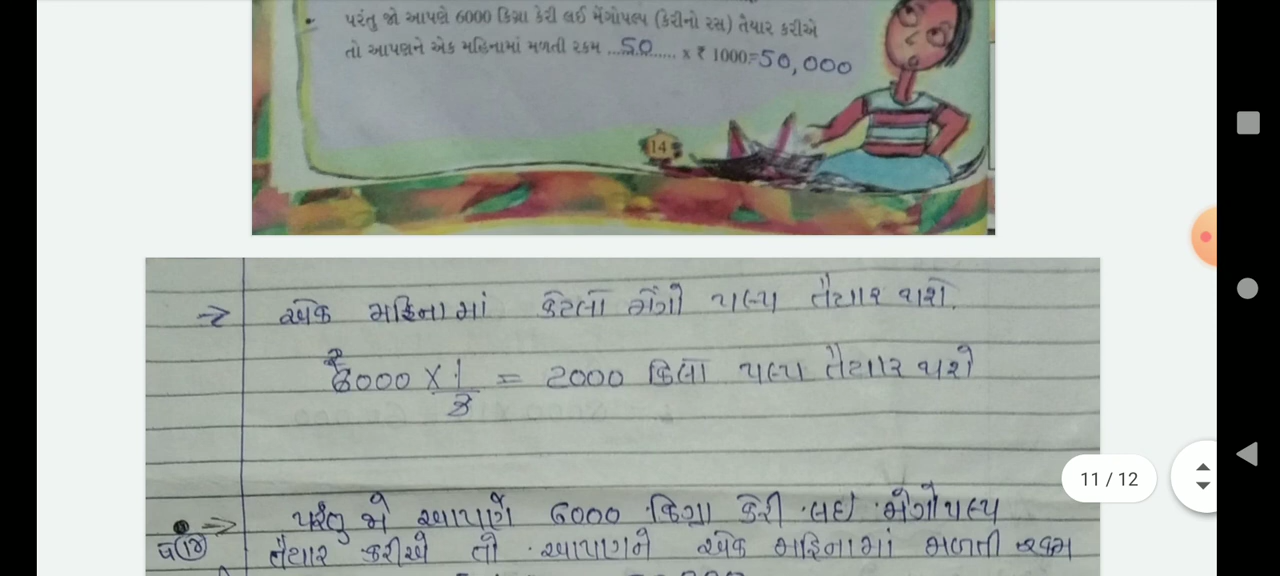 પરંતુ જો આપણે 6000 કિગ્રા કેરી લઈ મેંગોપલ્પ (કેરીનો રસ) તૈયાર કરીએ
તો આપણને એક મહિનામાં મળતી રકમ ...50...... x ₹ 1000=50,000
14
→ એક મહિનામાં કેટલો મેંગો પલ્પ તૈયાર થશે.
2
6000 × 1/3 = 2000 કિલો પલ્પ તૈયાર થશે
11 / 12
⇒ પરંતુ જો આપણે 6000 કિગ્રા કેરી લઈ મેંગોપલ્પ
તૈયાર કરીએ તો આપણને એક મહિનામાં મળતી રકમ